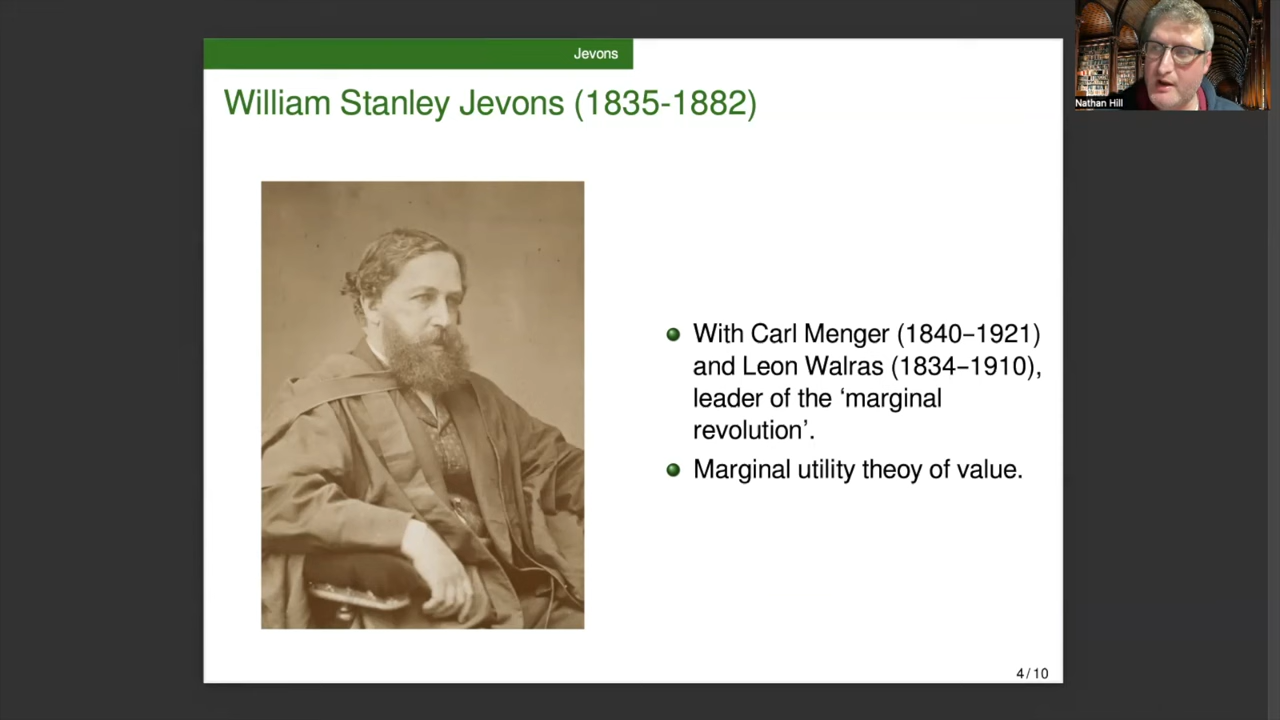 Jevons
William Stanley Jevons (1835-1882)
With Carl Menger (1840–1921)
and Leon Walras (1834–1910),
leader of the ‘marginal
revolution’.
Marginal utility theoy of value.
4 / 10
Nathan Hill